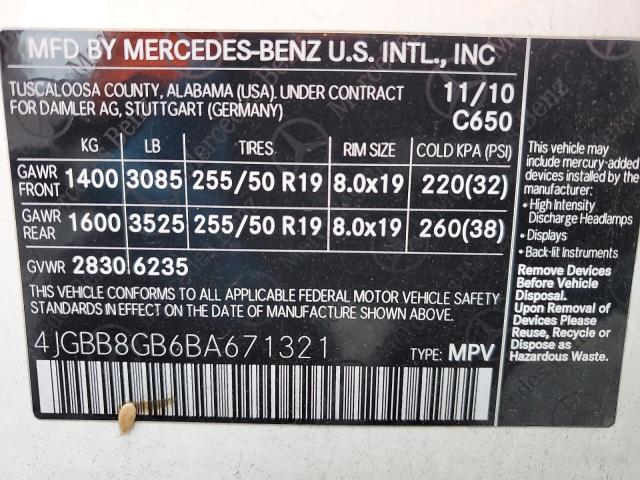 MFD BY MERCEDES-BENZ U.S. INTL., INC
TUSCALOOSA COUNTY, ALABAMA (USA). UNDER CONTRACT
FOR DAIMLER AG, STUTTGART (GERMANY)
11/10
C650
KG LB TIRES RIM SIZE COLD KPA (PSI)
GAWR FRONT 1400 3085 255/50 R19 8.0x19 220(32)
GAWR REAR 1600 3525 255/50 R19 8.0x19 260(38)
GVWR 2830 6235
THIS VEHICLE CONFORMS TO ALL APPLICABLE FEDERAL MOTOR VEHICLE SAFETY
STANDARDS IN EFFECT ON THE DATE OF MANUFACTURE SHOWN ABOVE.
4JGBB8GB6BA671321
TYPE: MPV
This vehicle may
include mercury-added
devices installed by the
manufacturer:
• High Intensity
Discharge Headlamps
• Displays
• Back-lit Instruments
Remove Devices
Before Vehicle
Disposal.
Upon Removal of
Devices Please
Reuse, Recycle or
Dispose as
Hazardous Waste.